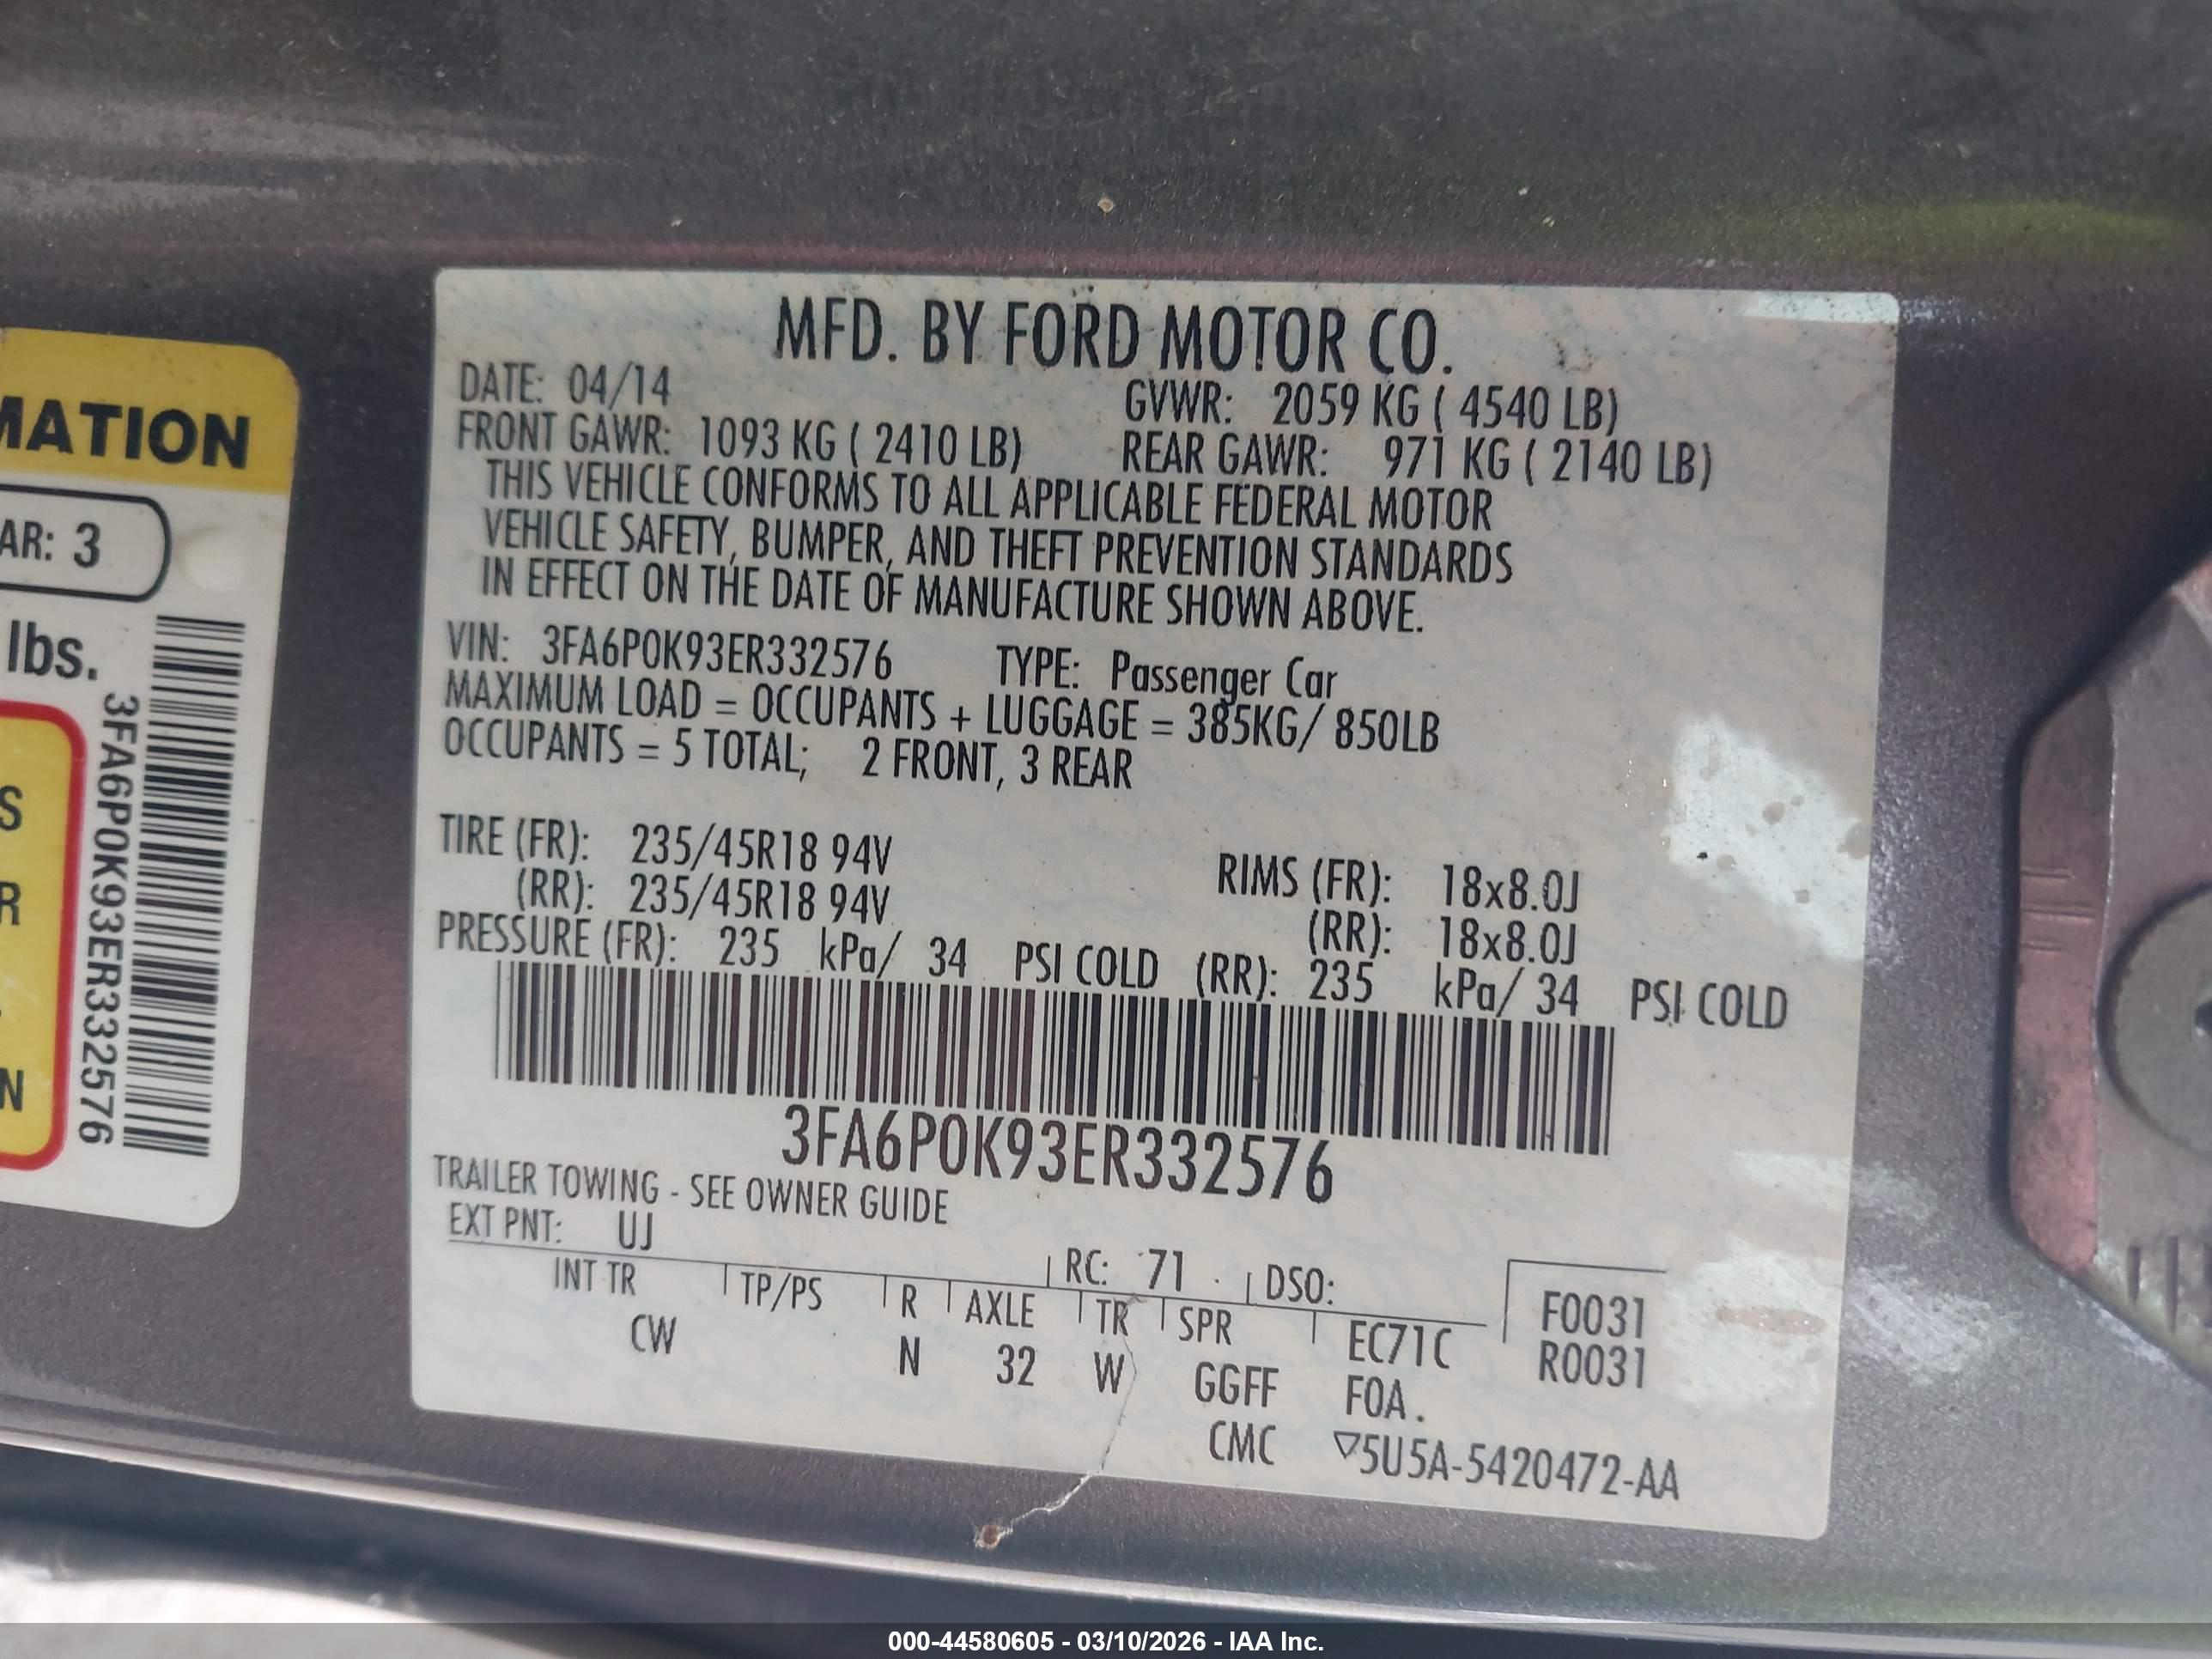 MFD. BY FORD MOTOR CO.
DATE: 04/14 GVWR: 2059 KG ( 4540 LB)
FRONT GAWR: 1093 KG ( 2410 LB) REAR GAWR: 971 KG ( 2140 LB)
THIS VEHICLE CONFORMS TO ALL APPLICABLE FEDERAL MOTOR
VEHICLE SAFETY, BUMPER, AND THEFT PREVENTION STANDARDS
IN EFFECT ON THE DATE OF MANUFACTURE SHOWN ABOVE.
VIN: 3FA6P0K93ER332576 TYPE: Passenger Car
MAXIMUM LOAD = OCCUPANTS + LUGGAGE = 385KG/ 850LB
OCCUPANTS = 5 TOTAL; 2 FRONT, 3 REAR
TIRE (FR): 235/45R18 94V RIMS (FR): 18x8.0J
(RR): 235/45R18 94V (RR): 18x8.0J
PRESSURE (FR): 235 kPa/ 34 PSI COLD (RR): 235 kPa/ 34 PSI COLD
3FA6P0K93ER332576
TRAILER TOWING - SEE OWNER GUIDE
EXT PNT: UJ RC: 71 DSO:
INT TR TP/PS R AXLE TR SPR EC71C F0031
CW N 32 W GGFF FOA. R0031
CMC ▽5U5A-5420472-AA
MATION
AR: 3
lbs.
S
R
N
3FA6P0K93ER332576
000-44580605 - 03/10/2026 - IAA Inc.